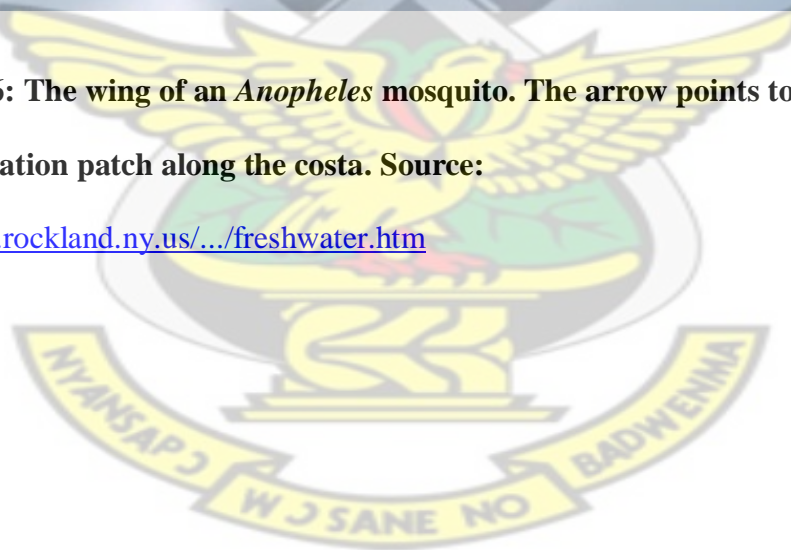 6: The wing of an Anopheles mosquito. The arrow points to
ation patch along the costa. Source:
.rockland.ny.us/.../freshwater.htm
NYANSAPƆ WƆ SANE NO BADWENMA